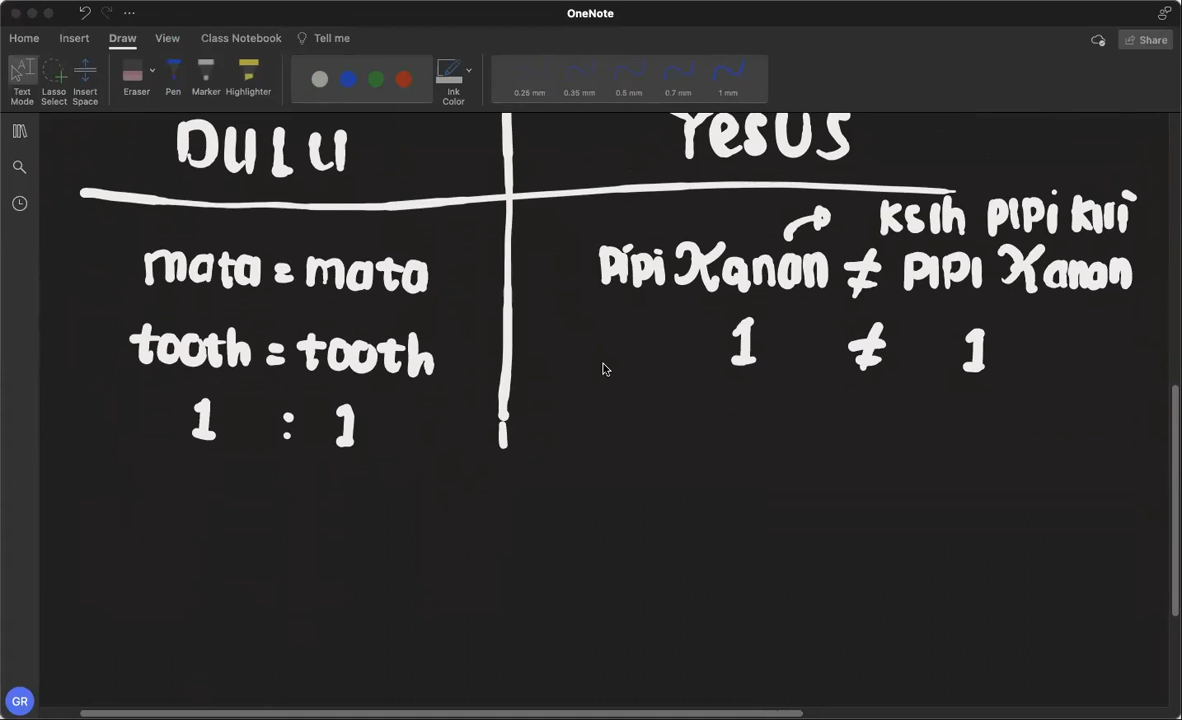 OneNote
Home Insert Draw View Class Notebook Tell me
Share
Text Mode
Lasso Select
Insert Space
Eraser
Pen
Marker
Highlighter
Ink Color
0.25 mm 0.35 mm 0.5 mm 0.7 mm 1 mm
DULU
Yesus
ksih pipi kiri
mata = mata
pipi Kanan ≠ pipi Kanan
tooth = tooth
1 ≠ 1
1 : 1
GR